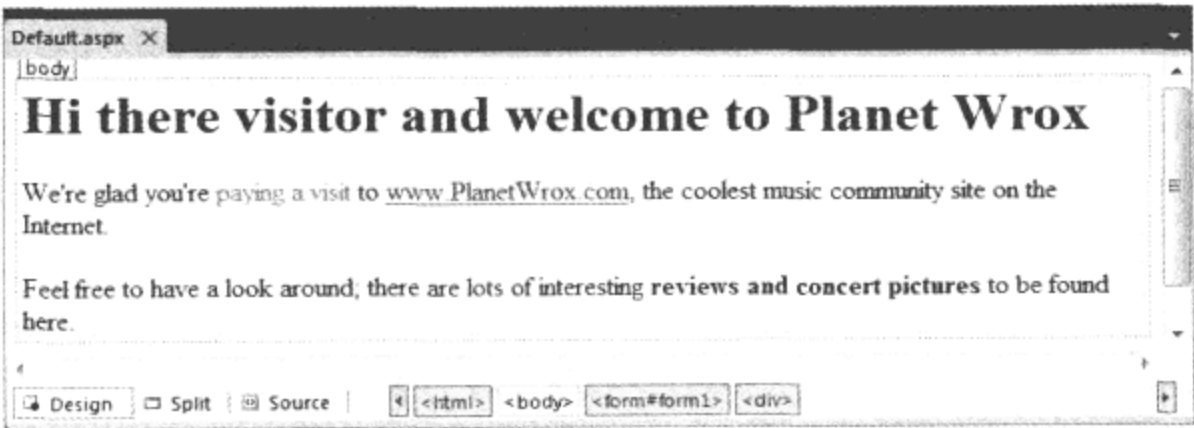 Default.aspx
body
Hi there visitor and welcome to Planet Wrox
We're glad you're paying a visit to www.PlanetWrox.com, the coolest music community site on the
Internet.
Feel free to have a look around; there are lots of interesting reviews and concert pictures to be found
here.
Design Split Source <html> <body> <form#form1> <div>